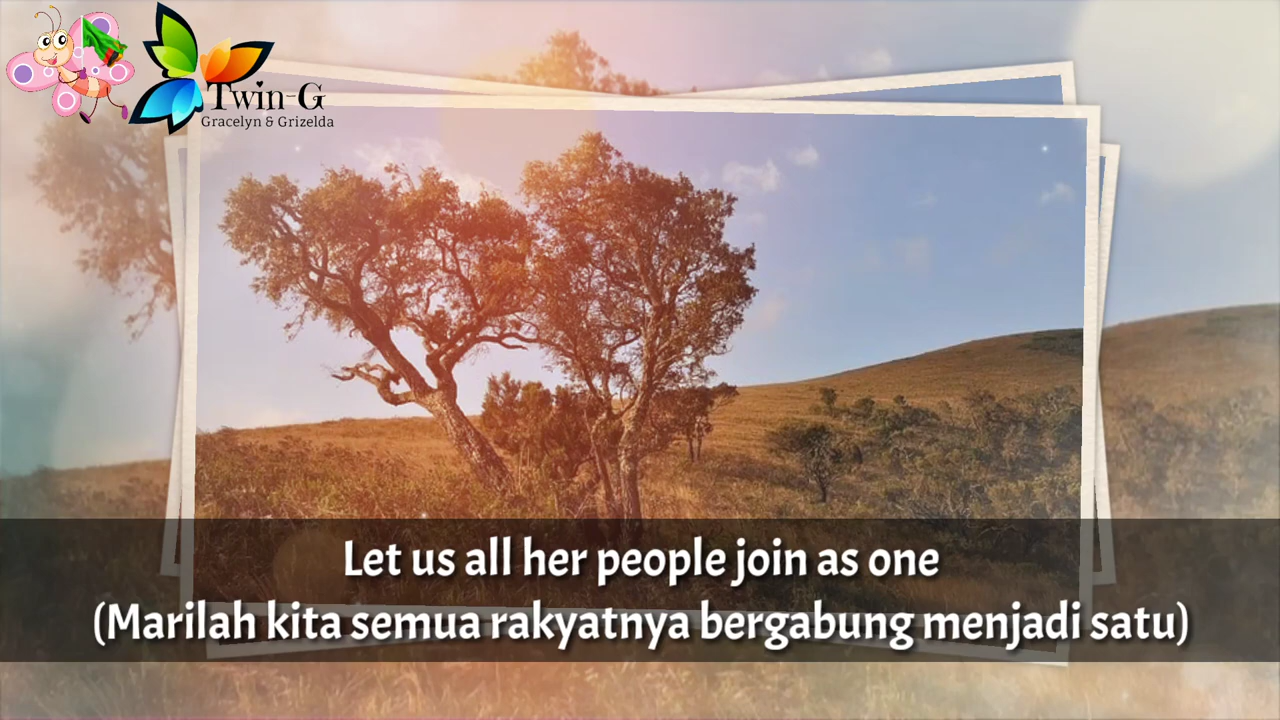 Twin-G
Gracelyn & Grizelda
Let us all her people join as one
(Marilah kita semua rakyatnya bergabung menjadi satu)